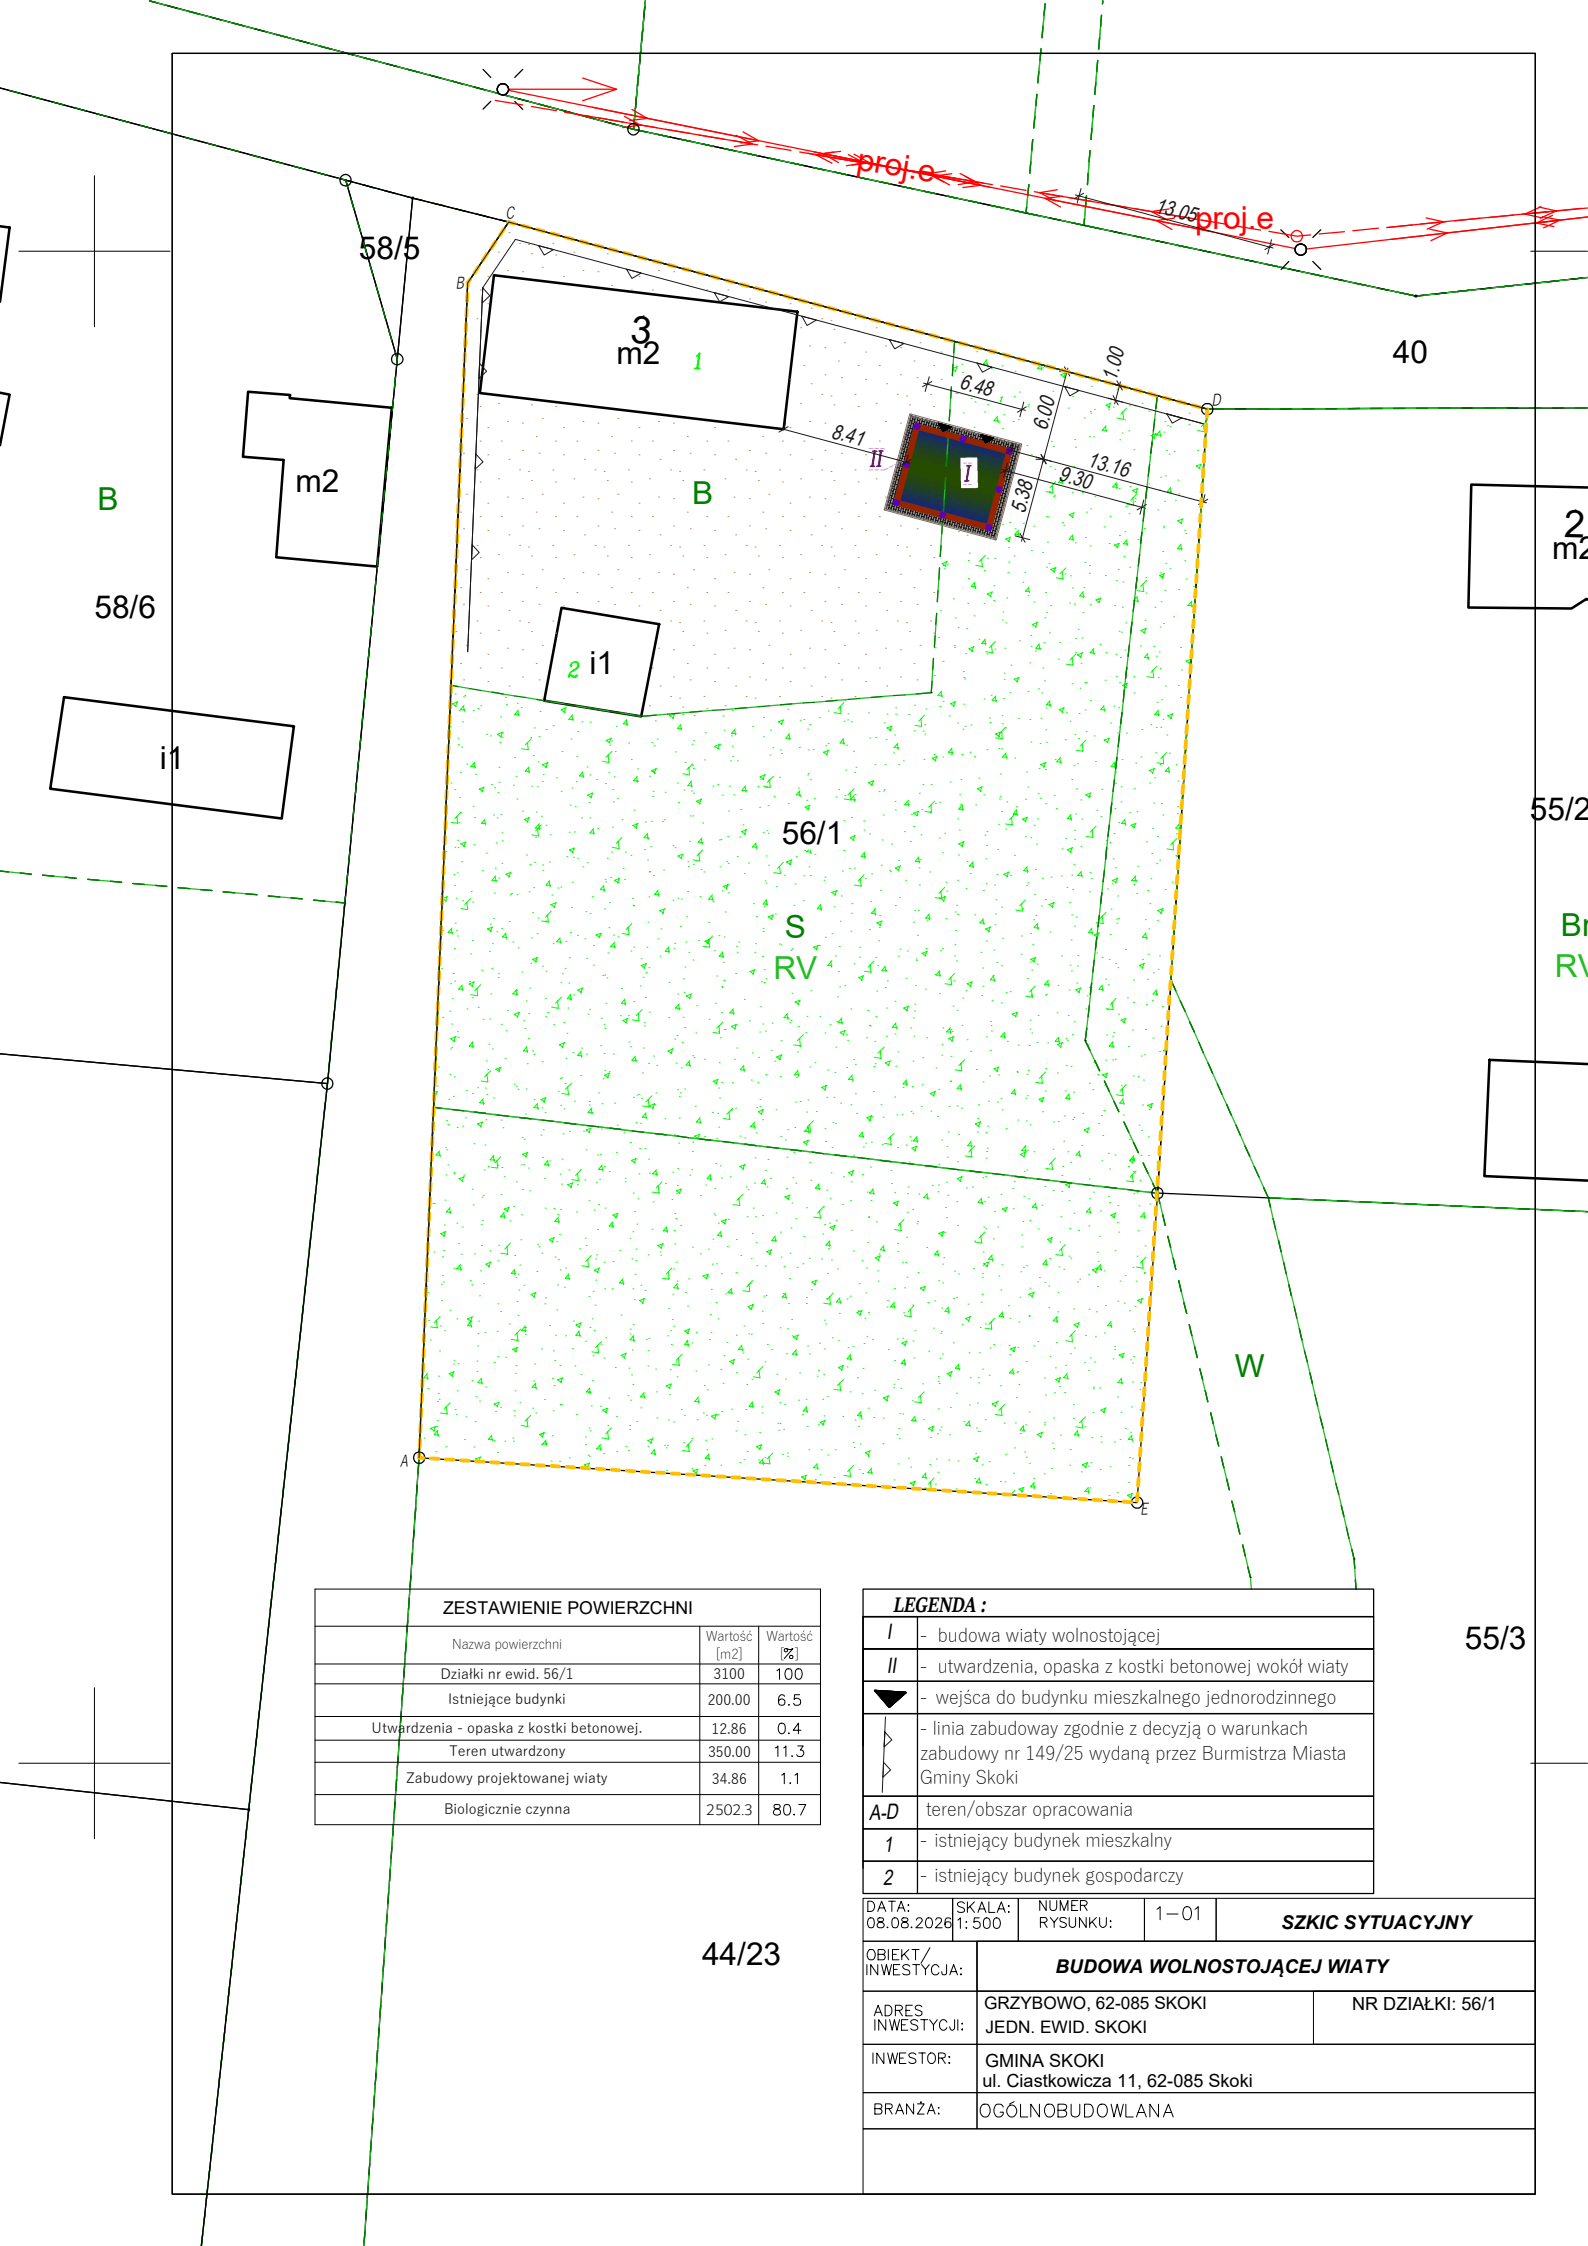 proj.e
13.05
proj.e
C
58/5
B
3
m2
1
40
1.00
6.48
D
6.00
8.41
II
I
13.16
9.30
5.38
m2
B
B
2
m2
58/6
2 i1
i1
55/2
56/1
S
RV
Br
RV
W
A
E
ZESTAWIENIE POWIERZCHNI
Nazwa powierzchni
Wartość
[m2]
Wartość
[%]
Działki nr ewid. 56/1 3100 100
Istniejące budynki 200.00 6.5
Utwardzenia - opaska z kostki betonowej. 12.86 0.4
Teren utwardzony 350.00 11.3
Zabudowy projektowanej wiaty 34.86 1.1
Biologicznie czynna 2502.3 80.7
LEGENDA :
I - budowa wiaty wolnostojącej
II - utwardzenia, opaska z kostki betonowej wokół wiaty
- wejśca do budynku mieszkalnego jednorodzinnego
- linia zabudoway zgodnie z decyzją o warunkach
zabudowy nr 149/25 wydaną przez Burmistrza Miasta
Gminy Skoki
A-D teren/obszar opracowania
1 - istniejący budynek mieszkalny
2 - istniejący budynek gospodarczy
55/3
44/23
DATA:
08.08.2026
SKALA:
1: 500
NUMER
RYSUNKU:
1-01
SZKIC SYTUACYJNY
OBIEKT/
INWESTYCJA:
BUDOWA WOLNOSTOJĄCEJ WIATY
ADRES
INWESTYCJI:
GRZYBOWO, 62-085 SKOKI
JEDN. EWID. SKOKI
NR DZIAŁKI: 56/1
INWESTOR:
GMINA SKOKI
ul. Ciastkowicza 11, 62-085 Skoki
BRANŻA:
OGÓLNOBUDOWLANA